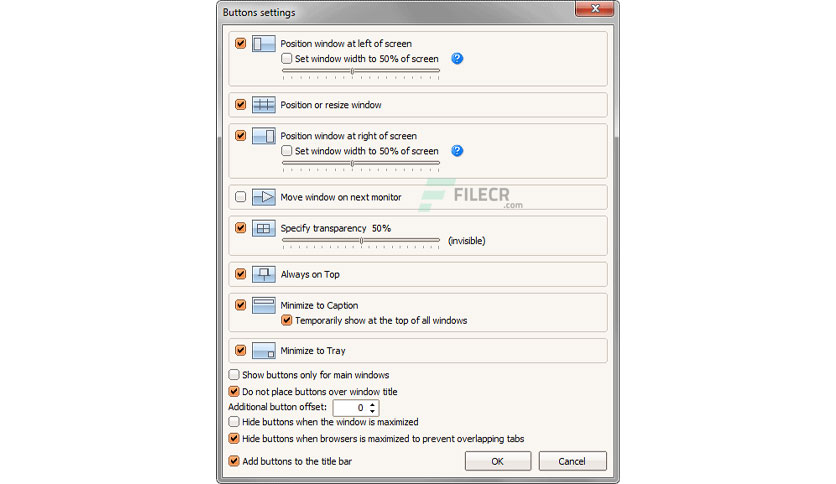 Buttons settings
Position window at left of screen
Set window width to 50% of screen
Position or resize window
Position window at right of screen
Set window width to 50% of screen
Move window on next monitor
FILECR
.com
Specify transparency 50%
(invisible)
Always on Top
Minimize to Caption
Temporarily show at the top of all windows
Minimize to Tray
Show buttons only for main windows
Do not place buttons over window title
Additional button offset: 0
Hide buttons when the window is maximized
Hide buttons when browsers is maximized to prevent overlapping tabs
Add buttons to the title bar
OK
Cancel